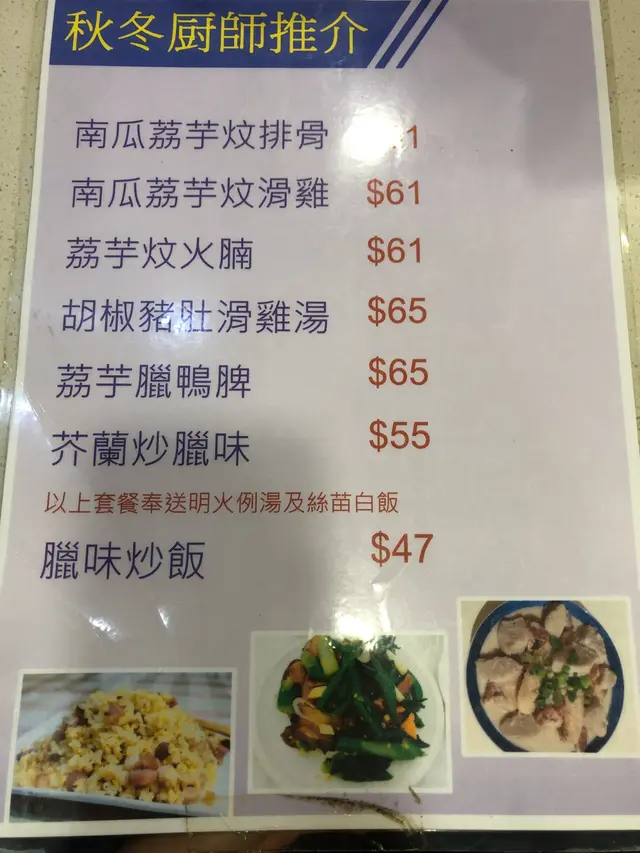 秋冬厨師推介
南瓜荔芋炆排骨 1
南瓜荔芋炆滑雞 $61
荔芋炆火腩 $61
胡椒豬肚滑雞湯 $65
荔芋臘鴨脾 $65
芥蘭炒臘味 $55
以上套餐奉送明火例湯及絲苗白飯
臘味炒飯 $47